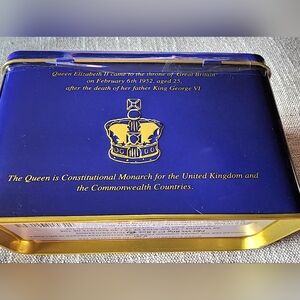 Queen Elizabeth II came to the throne of Great Britain
on February 6th 1952, aged 25,
after the death of her father King George VI
The Queen is Constitutional Monarch for the United Kingdom and
the Commonwealth Countries.